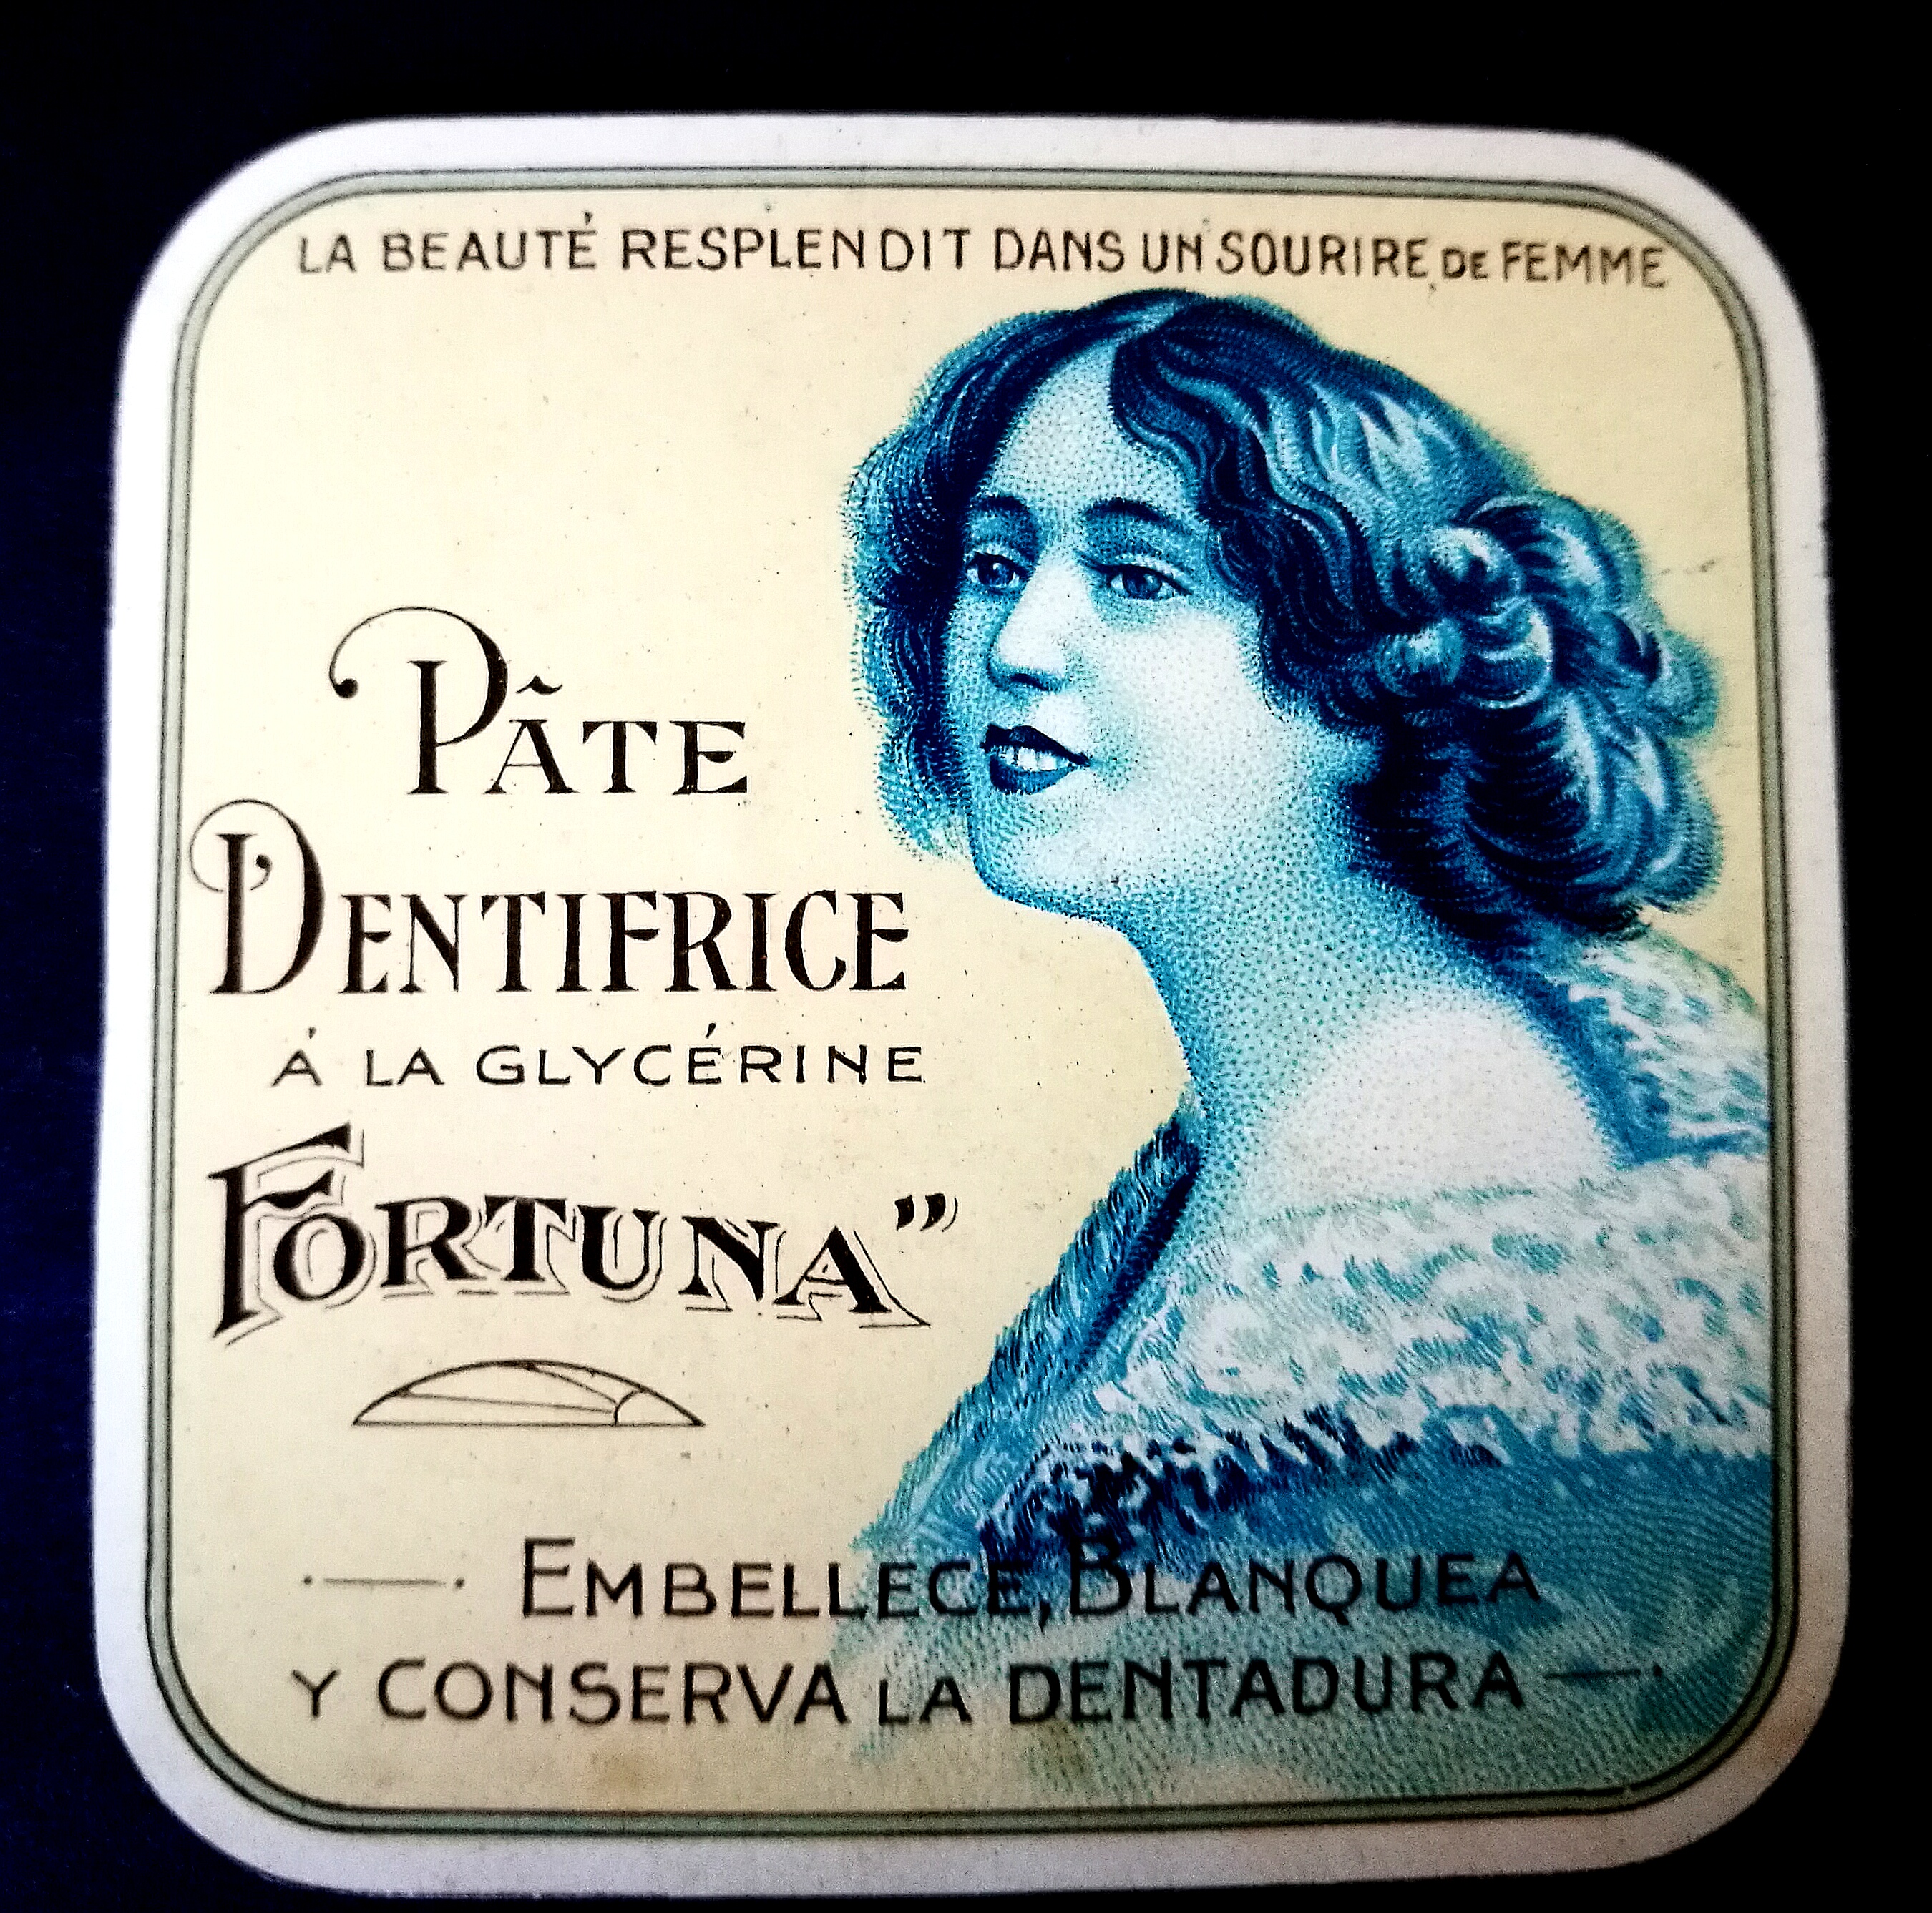 LA BEAUTÉ RESPLENDIT DANS UN SOURIRE DE FEMME
PÂTE
DENTIFRICE
Á LA GLYCÉRINE
FORTUNA”
EMBELLECE, BLANQUEA
Y CONSERVA LA DENTADURA